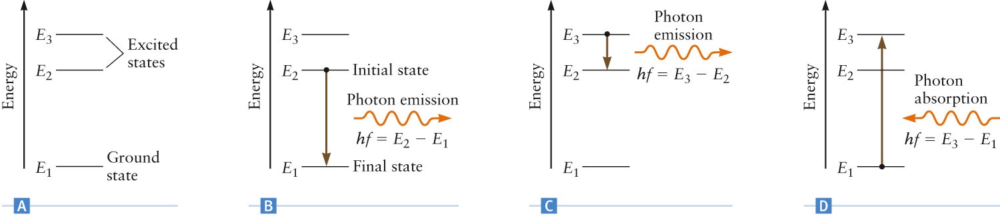 Energy
E3
E2
E1
Excited
states
Ground
state
A
Energy
E3
E2
E1
Initial state
Photon emission
hf = E2 − E1
Final state
B
Energy
E3
E2
E1
Photon
emission
hf = E3 − E2
C
Energy
E3
E2
E1
Photon
absorption
hf = E3 − E1
D